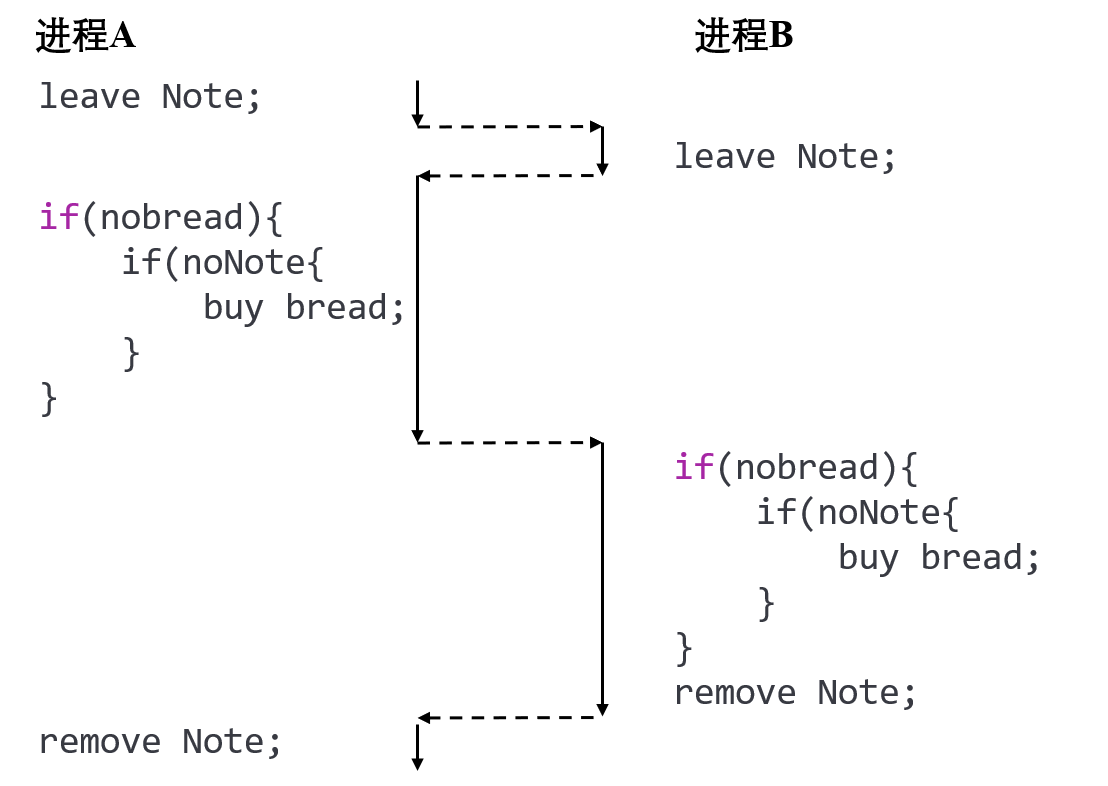 进程A
进程B
leave Note;
leave Note;
if(nobread){
if(noNote{
buy bread;
}
}
if(nobread){
if(noNote{
buy bread;
}
}
remove Note;
remove Note;